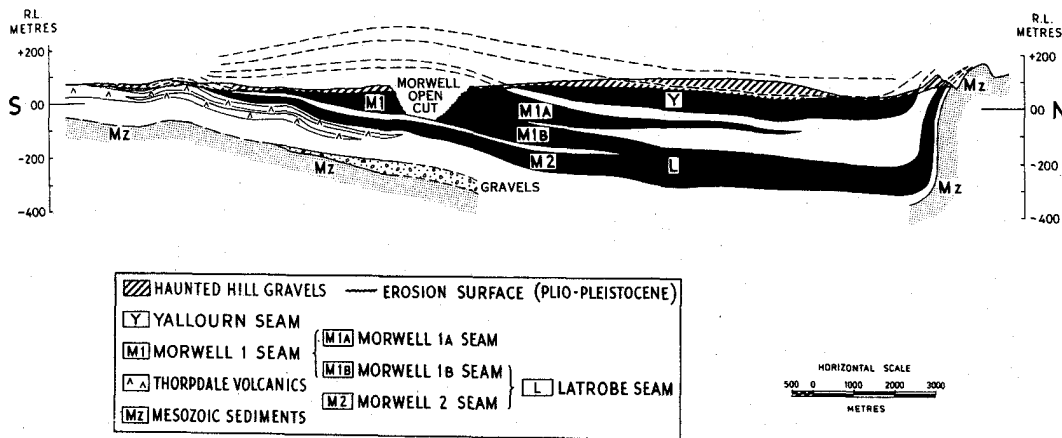 R.L.
METRES
+200
00
-200
-400
S
R.L.
METRES
+200
00
-200
-400
N
MORWELL
OPEN
CUT
M1
M1A
M1B
M2
Y
L
Mz
Mz
Mz
Mz
GRAVELS
HAUNTED HILL GRAVELS EROSION SURFACE (PLIO-PLEISTOCENE)
Y YALLOURN SEAM
M1 MORWELL 1 SEAM
M1A MORWELL 1A SEAM
M1B MORWELL 1B SEAM
THORPDALE VOLCANICS
L LATROBE SEAM
M2 MORWELL 2 SEAM
Mz MESOZOIC SEDIMENTS
HORIZONTAL SCALE
500 0 1000 2000 3000
METRES